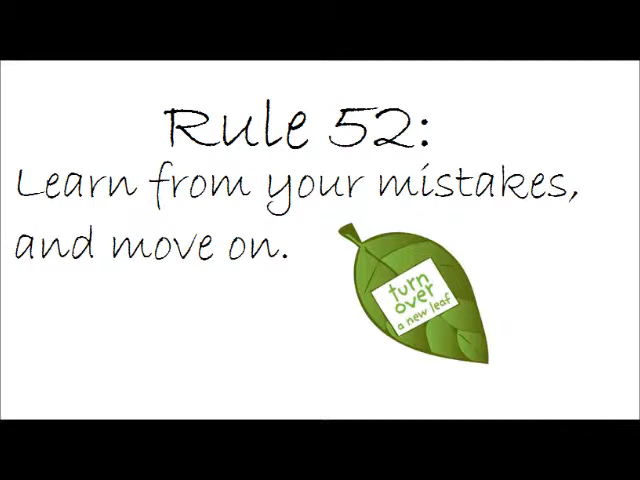 Rule 52:
Learn from your mistakes,
and move on.
turn
over
a new leaf